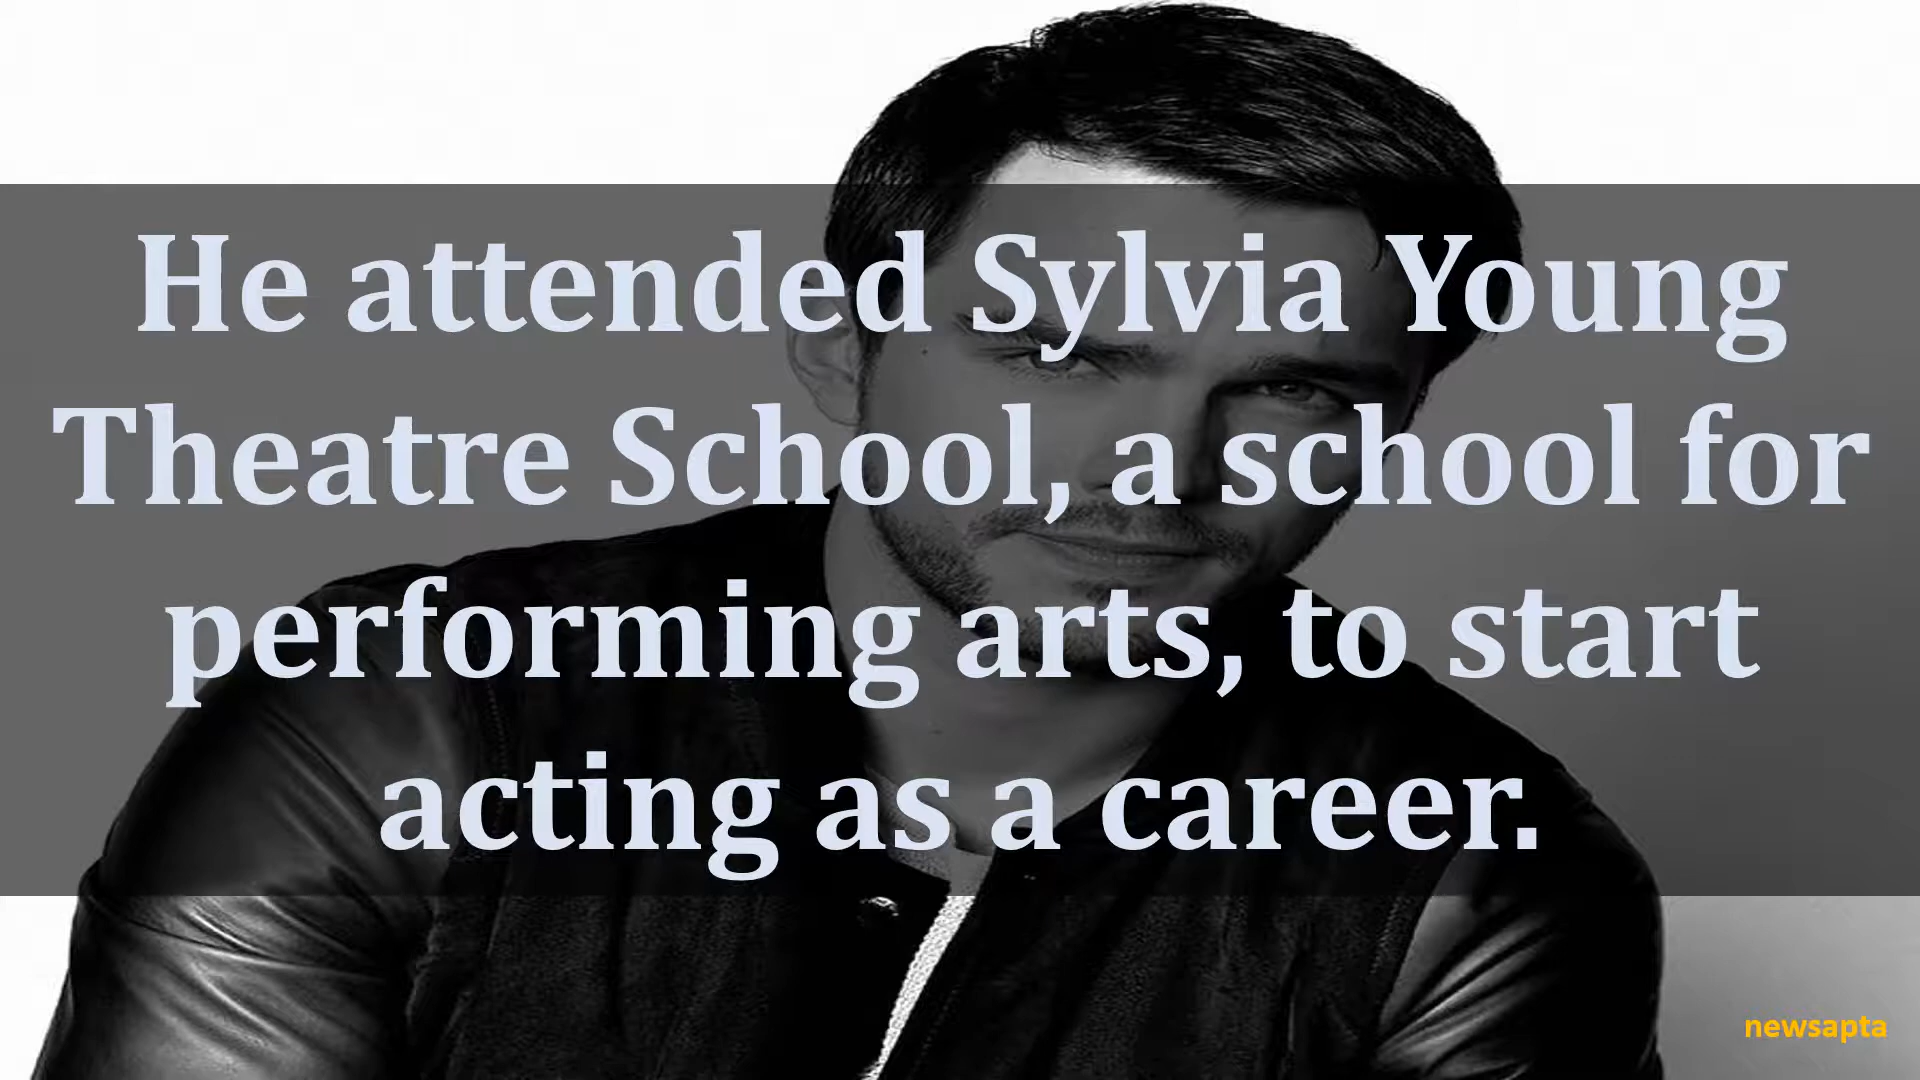 He attended Sylvia Young
Theatre School, a school for
performing arts, to start
acting as a career.
newsapta